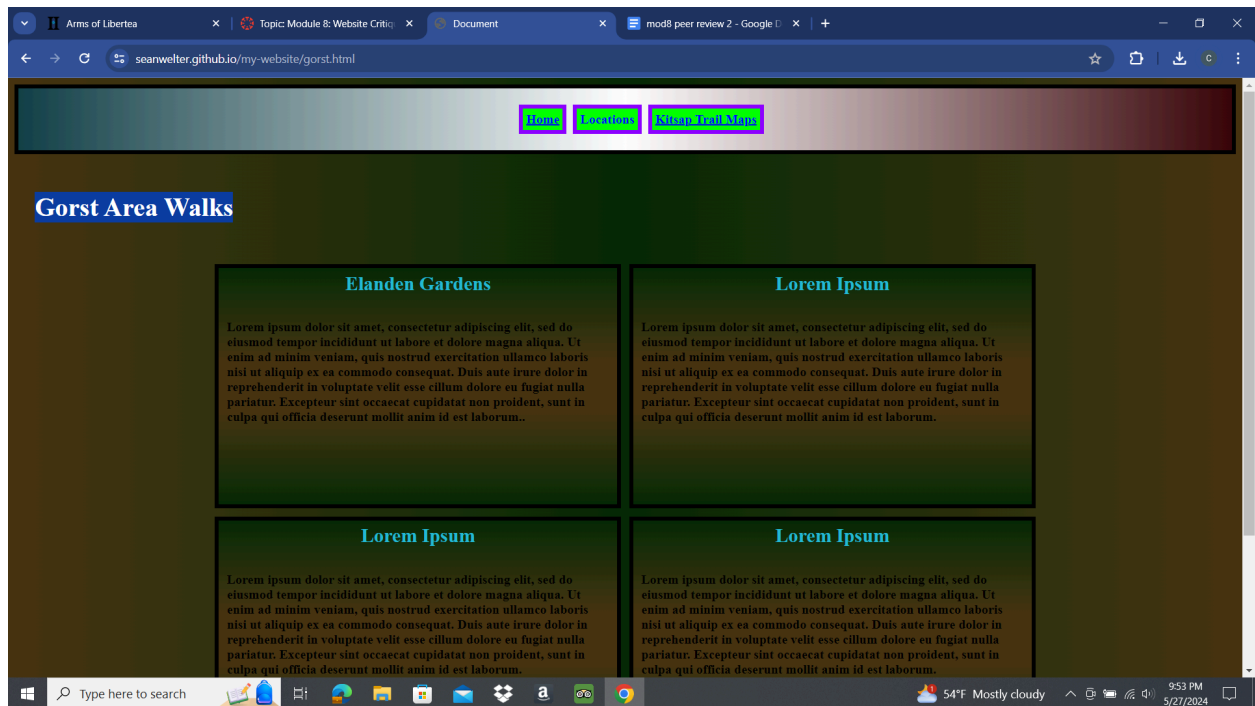 Arms of Libertea
Topic: Module 8: Website Critiq
Document
mod8 peer review 2 - Google D
seanwelter.github.io/my-website/gorst.html
C
Home Locations Kitsap Trail Maps
Gorst Area Walks
Elanden Gardens
Lorem ipsum dolor sit amet, consectetur adipiscing elit, sed do
eiusmod tempor incididunt ut labore et dolore magna aliqua. Ut
enim ad minim veniam, quis nostrud exercitation ullamco laboris
nisi ut aliquip ex ea commodo consequat. Duis aute irure dolor in
reprehenderit in voluptate velit esse cillum dolore eu fugiat nulla
pariatur. Excepteur sint occaecat cupidatat non proident, sunt in
culpa qui officia deserunt mollit anim id est laborum..
Lorem Ipsum
Lorem ipsum dolor sit amet, consectetur adipiscing elit, sed do
eiusmod tempor incididunt ut labore et dolore magna aliqua. Ut
enim ad minim veniam, quis nostrud exercitation ullamco laboris
nisi ut aliquip ex ea commodo consequat. Duis aute irure dolor in
reprehenderit in voluptate velit esse cillum dolore eu fugiat nulla
pariatur. Excepteur sint occaecat cupidatat non proident, sunt in
culpa qui officia deserunt mollit anim id est laborum.
Lorem Ipsum
Lorem ipsum dolor sit amet, consectetur adipiscing elit, sed do
eiusmod tempor incididunt ut labore et dolore magna aliqua. Ut
enim ad minim veniam, quis nostrud exercitation ullamco laboris
nisi ut aliquip ex ea commodo consequat. Duis aute irure dolor in
reprehenderit in voluptate velit esse cillum dolore eu fugiat nulla
pariatur. Excepteur sint occaecat cupidatat non proident, sunt in
culpa qui officia deserunt mollit anim id est laborum.
Lorem Ipsum
Lorem ipsum dolor sit amet, consectetur adipiscing elit, sed do
eiusmod tempor incididunt ut labore et dolore magna aliqua. Ut
enim ad minim veniam, quis nostrud exercitation ullamco laboris
nisi ut aliquip ex ea commodo consequat. Duis aute irure dolor in
reprehenderit in voluptate velit esse cillum dolore eu fugiat nulla
pariatur. Excepteur sint occaecat cupidatat non proident, sunt in
culpa qui officia deserunt mollit anim id est laborum.
Type here to search
a
54°F Mostly cloudy
9:53 PM
5/27/2024